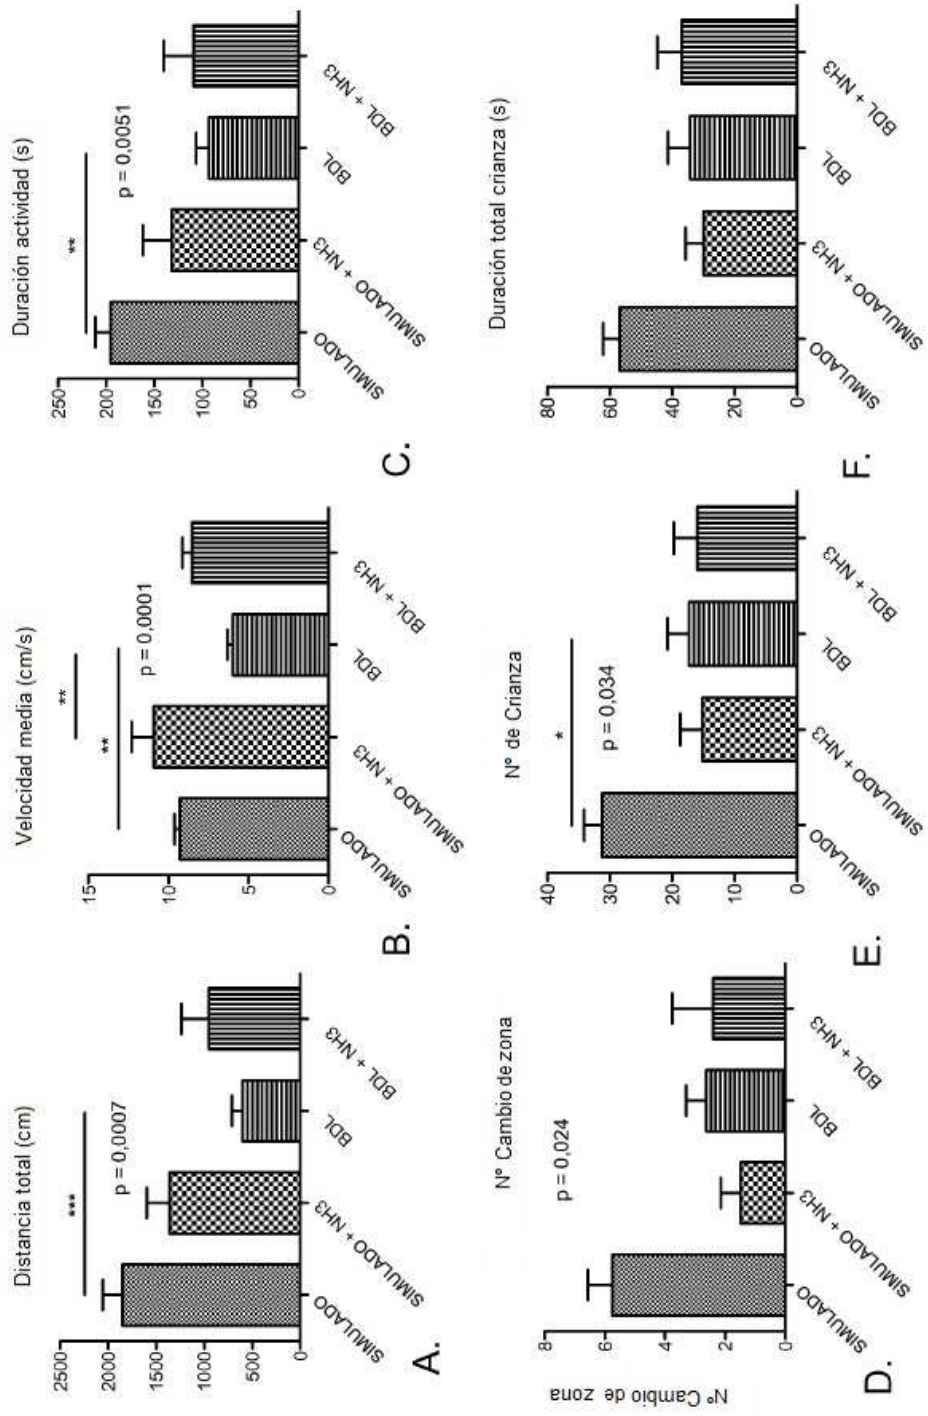 A.
Distancia total (cm)
***
p = 0,0007
2500
2000
1500
1000
500
0
SIMULADO
SIMULADO + NH3
BDL
BDL + NH3
B.
Velocidad media (cm/s)
**
**
p = 0,0001
15
10
5
0
SIMULADO
SIMULADO + NH3
BDL
BDL + NH3
C.
Duración actividad (s)
**
p = 0,0051
250
200
150
100
50
0
SIMULADO
SIMULADO + NH3
BDL
BDL + NH3
D.
Nº Cambio de zona
p = 0,024
Nº Cambio de zona
8
6
4
2
0
SIMULADO
SIMULADO + NH3
BDL
BDL + NH3
E.
Nº de Crianza
*
p = 0,034
40
30
20
10
0
SIMULADO
SIMULADO + NH3
BDL
BDL + NH3
F.
Duración total crianza (s)
80
60
40
20
0
SIMULADO
SIMULADO + NH3
BDL
BDL + NH3